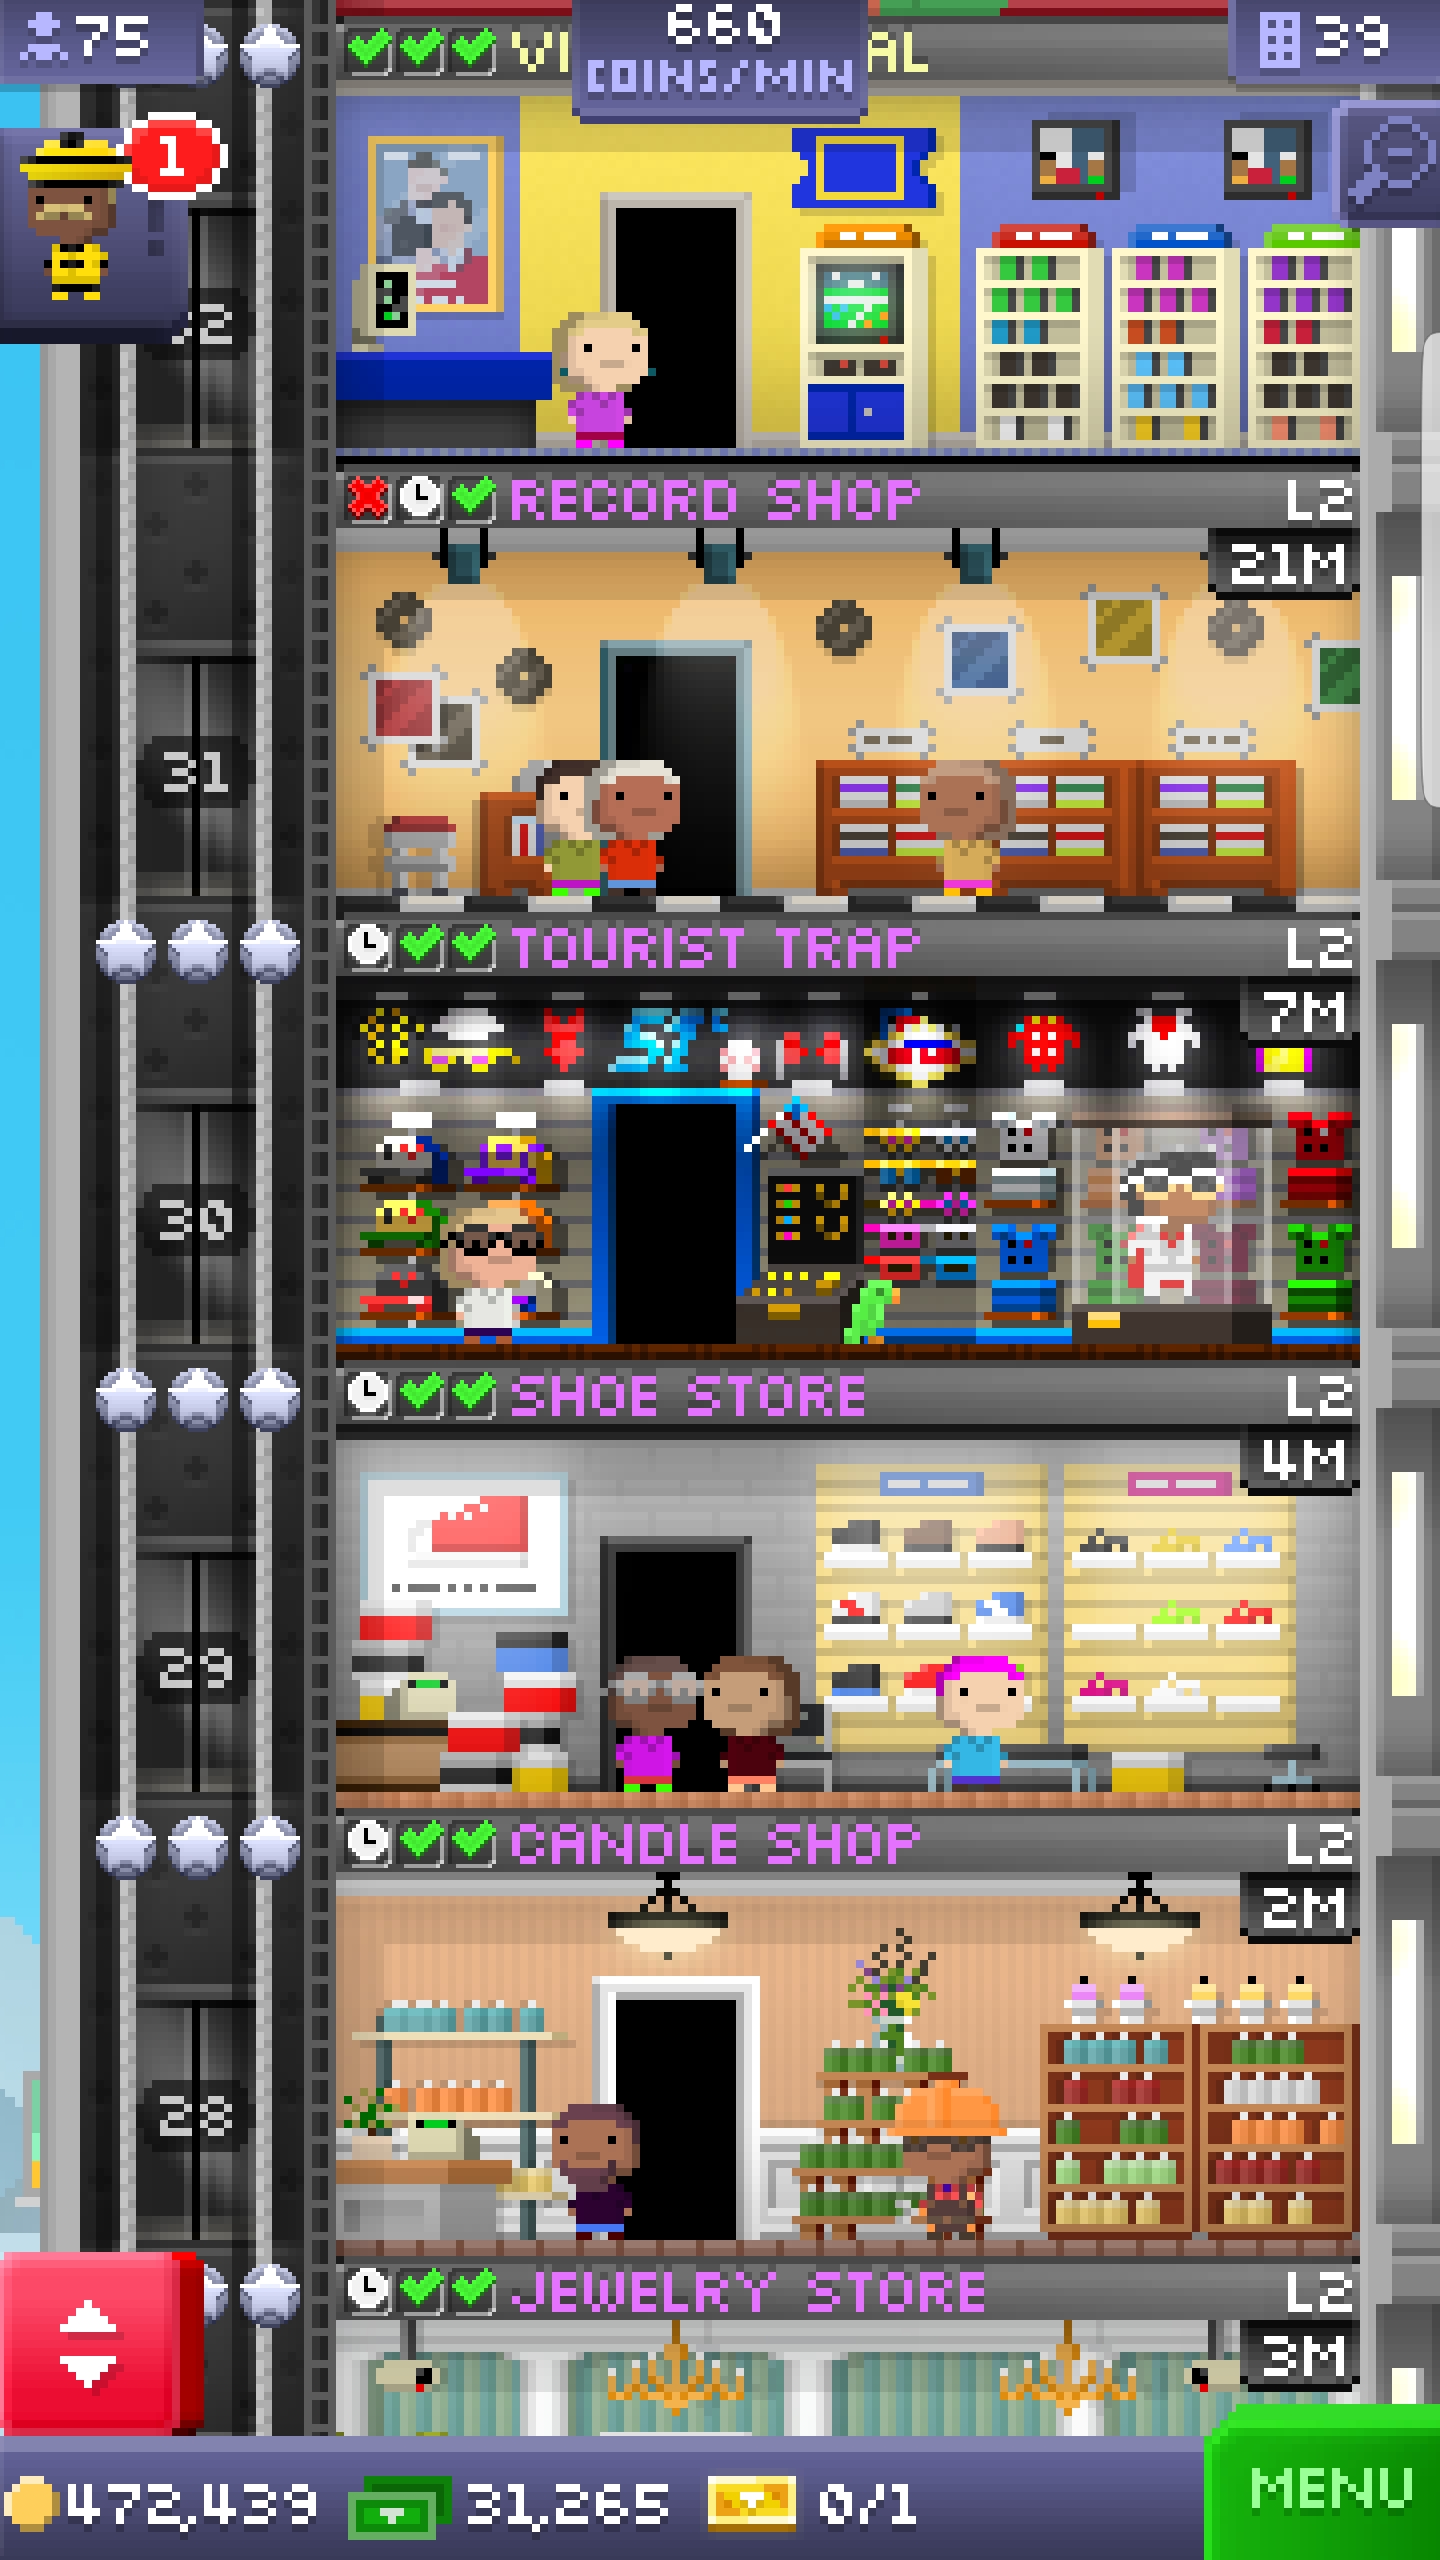 75
660
COINS/MIN
39
1
VI AL
RECORD SHOP L2
21M
31
TOURIST TRAP L2
7M
30
SHOE STORE L2
4M
29
CANDLE SHOP L2
2M
28
JEWELRY STORE L2
3M
472,439 31,265 0/1 MENU